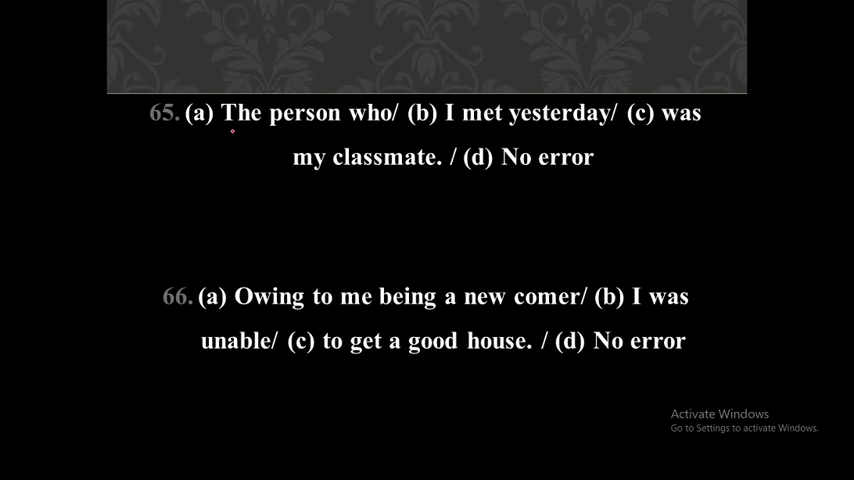 65. (a) The person who/ (b) I met yesterday/ (c) was
my classmate. / (d) No error
66. (a) Owing to me being a new comer/ (b) I was
unable/ (c) to get a good house. / (d) No error
Activate Windows
Go to Settings to activate Windows.